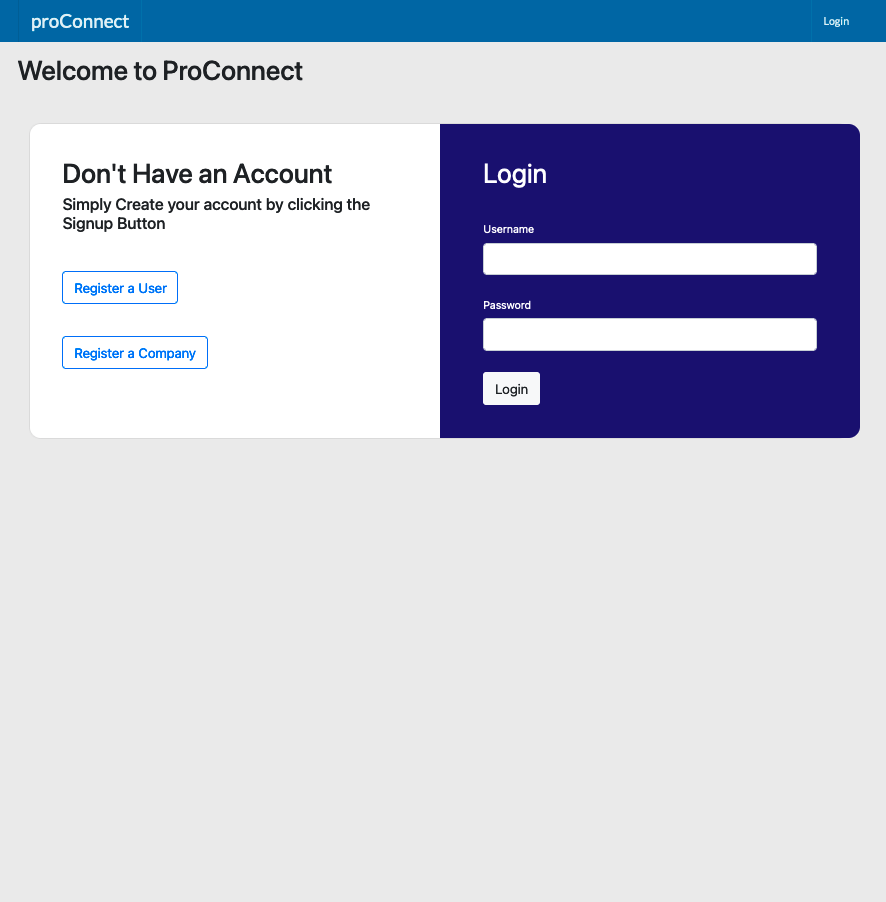 proConnect
Login
Welcome to ProConnect
Don't Have an Account
Simply Create your account by clicking the
Signup Button
Register a User
Register a Company
Login
Username
Password
Login